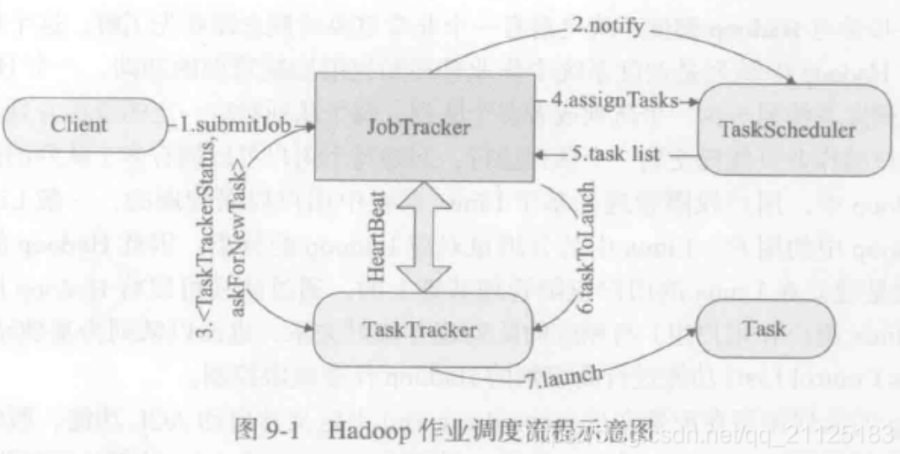 2.notify
Client
1.submitJob
JobTracker
4.assignTasks
TaskScheduler
5.task list
3.<TaskTrackerStatus,
askForNewTask>
HeartBeat
6.taskToLaunch
TaskTracker
Task
7.launch
图 9-1 Hadoop 作业调度流程示意图
csdn.net/qq_21125183